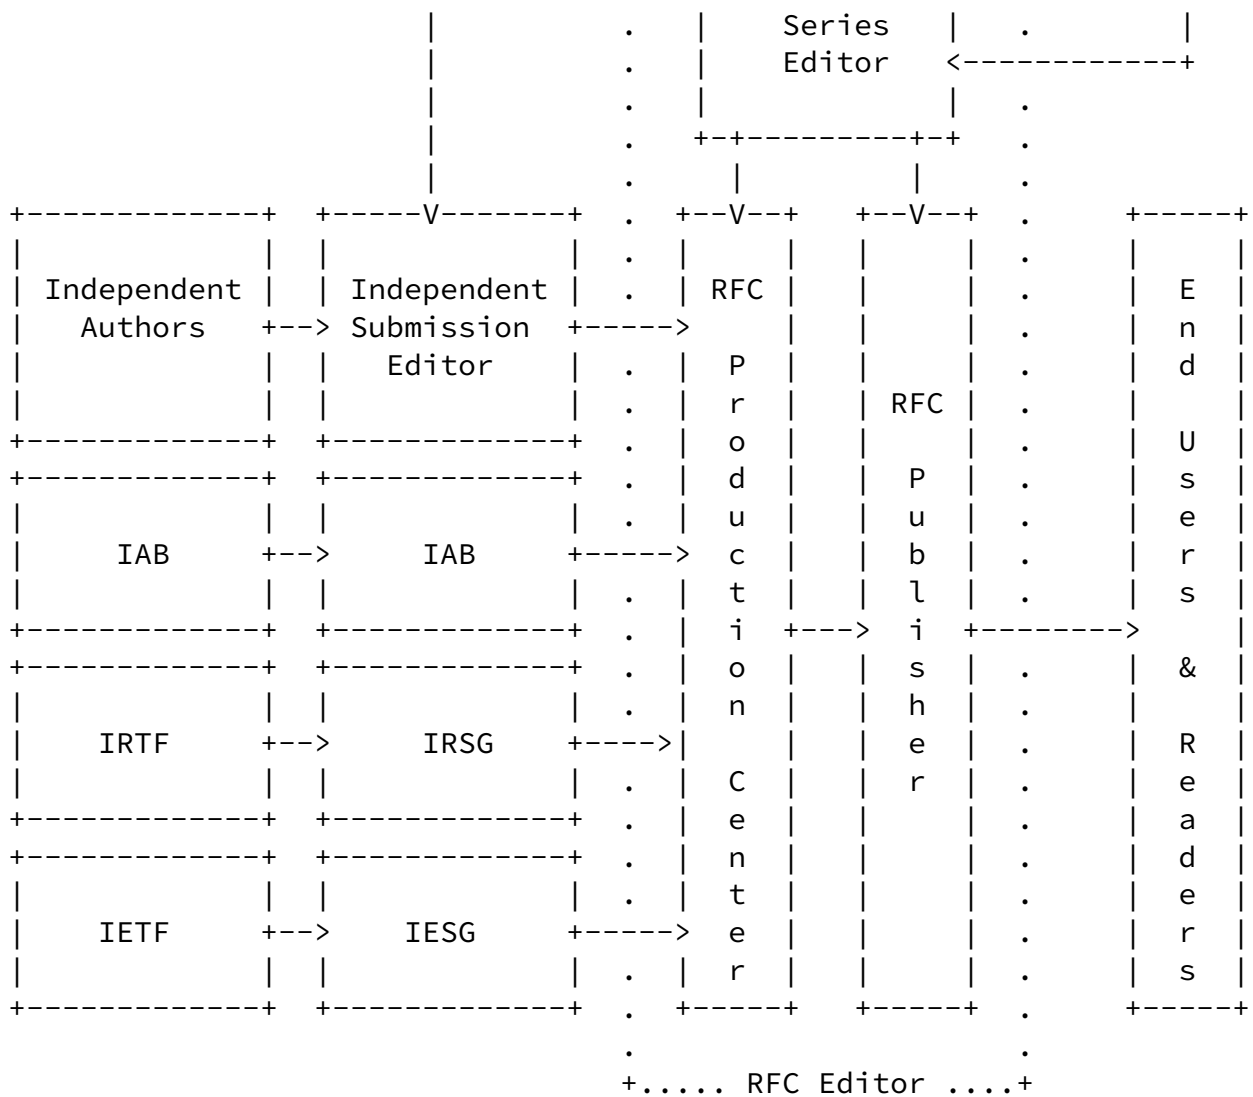 Series
Editor
Independent
Authors
Independent
Submission
Editor
RFC Production Center
RFC Publisher
End Users & Readers
IAB
IAB
IRTF
IRSG
IETF
IESG
RFC Editor